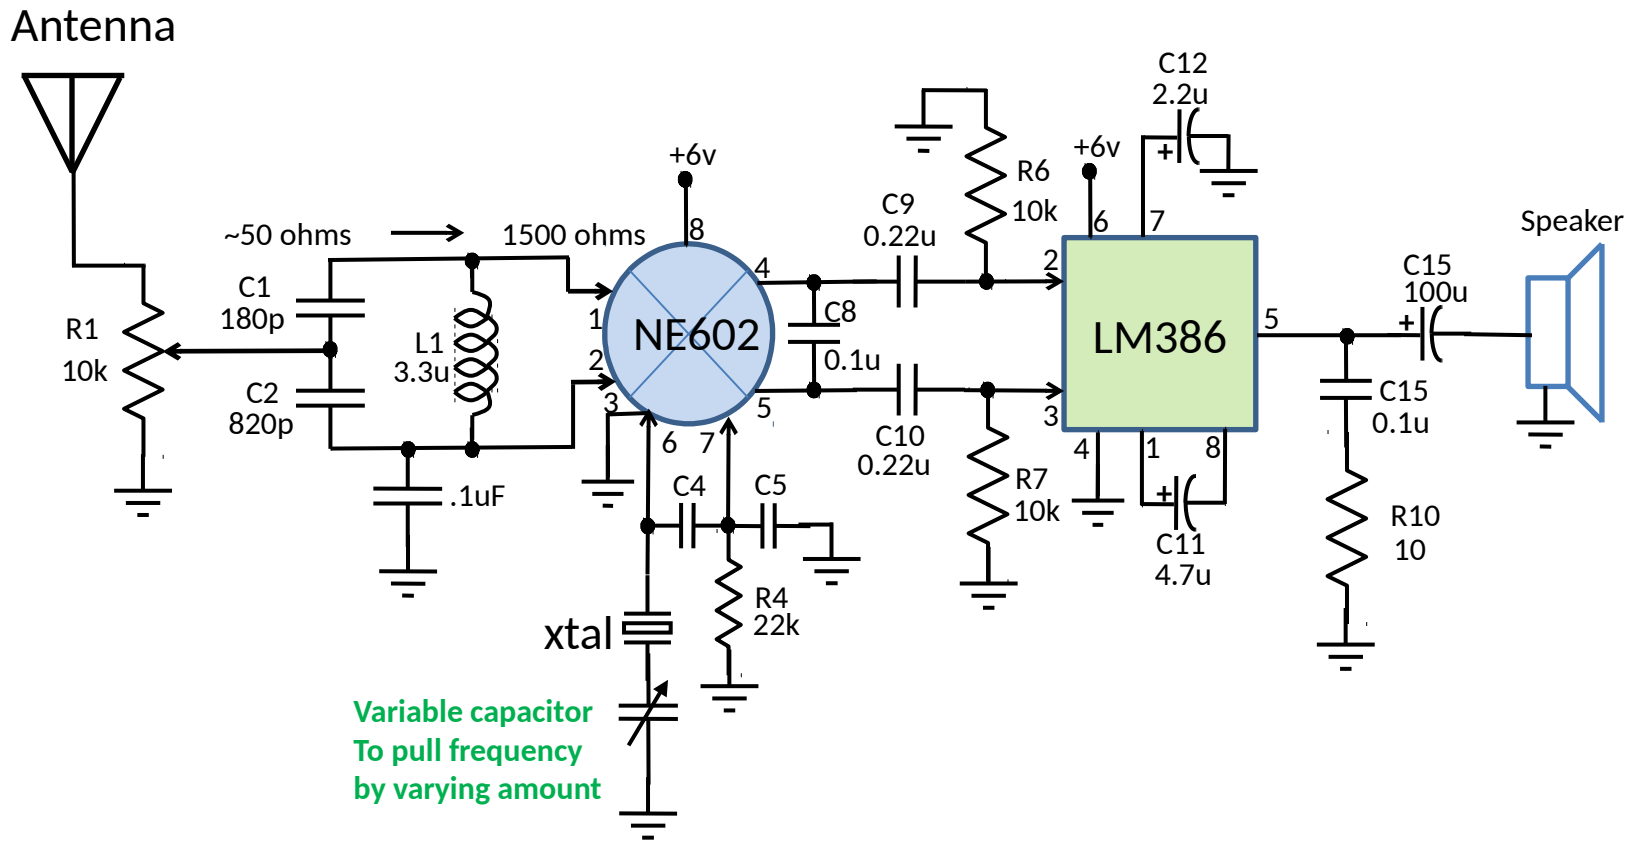 Antenna
C12
2.2u
+6v
+6v
R6
10k
C9
0.22u
6
7
Speaker
~50 ohms
1500 ohms
8
4
2
C15
100u
C1
180p
R1
10k
L1
3.3u
1
NE602
C8
0.1u
LM386
5
2
C2
820p
3
5
3
C15
0.1u
6
7
C10
0.22u
4
1
8
.1uF
C4
C5
R7
10k
R10
10
C11
4.7u
R4
22k
xtal
Variable capacitor
To pull frequency
by varying amount
+
+
+